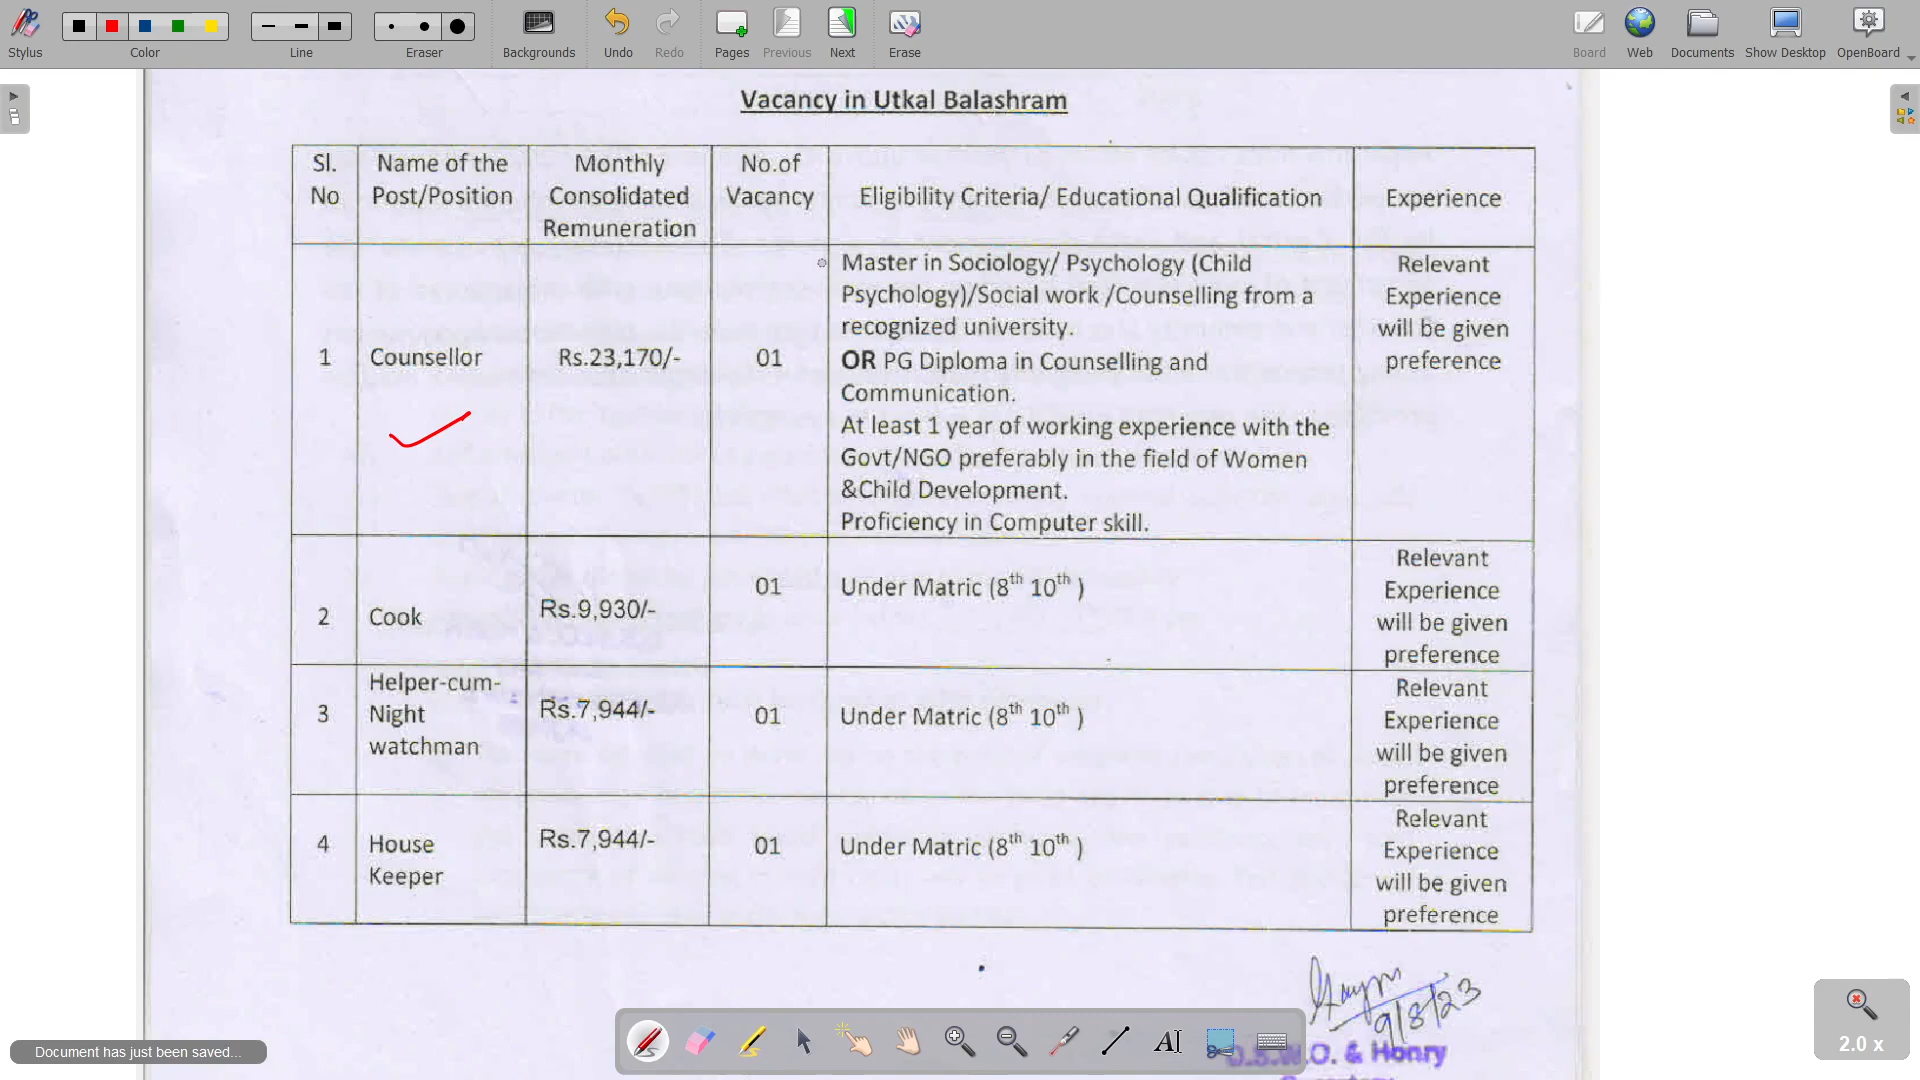 Stylus
Color
Line
Eraser
Backgrounds
Undo
Redo
Pages
Previous
Next
Erase
Board
Web
Documents
Show Desktop
OpenBoard
Vacancy in Utkal Balashram
Sl. No
Name of the Post/Position
Monthly Consolidated Remuneration
No.of Vacancy
Eligibility Criteria/ Educational Qualification
Experience
1
Counsellor
Rs.23,170/-
01
Master in Sociology/ Psychology (Child
Psychology)/Social work /Counselling from a
recognized university.
OR PG Diploma in Counselling and
Communication.
At least 1 year of working experience with the
Govt/NGO preferably in the field of Women
&Child Development.
Proficiency in Computer skill.
Relevant
Experience
will be given
preference
2
Cook
Rs.9,930/-
01
Under Matric (8th 10th )
Relevant
Experience
will be given
preference
3
Helper-cum-
Night
watchman
Rs.7,944/-
01
Under Matric (8th 10th )
Relevant
Experience
will be given
preference
4
House
Keeper
Rs.7,944/-
01
Under Matric (8th 10th )
Relevant
Experience
will be given
preference
9/8/23
& Honry
Document has just been saved...
2.0 x